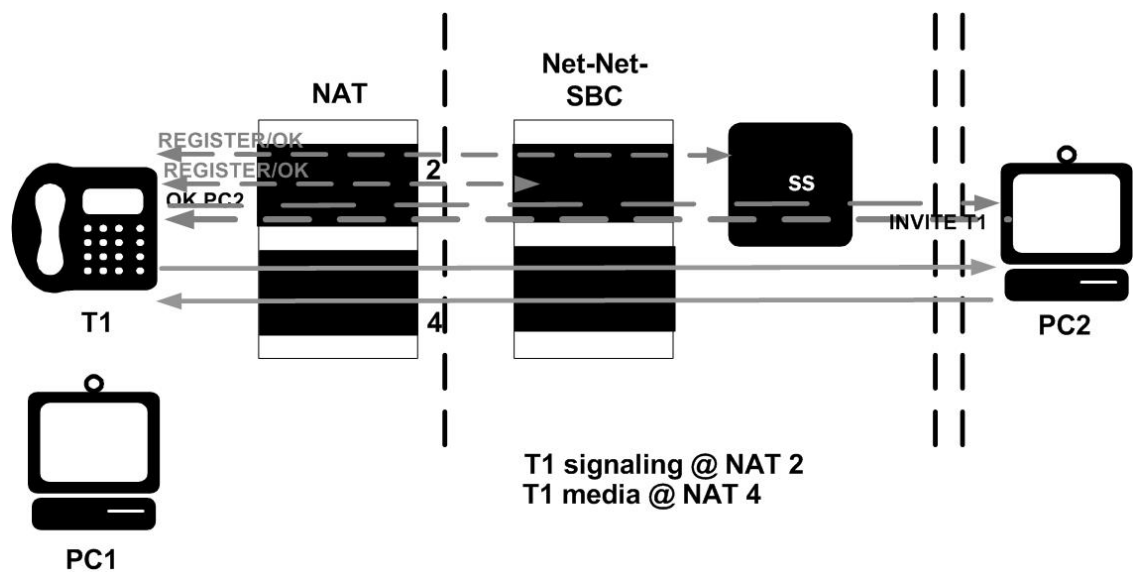 Net-Net-
SBC
NAT
REGISTER/OK
REGISTER/OK
2
OK PC2
SS
INVITE T1
T1
4
PC2
T1 signaling @ NAT 2
T1 media @ NAT 4
PC1